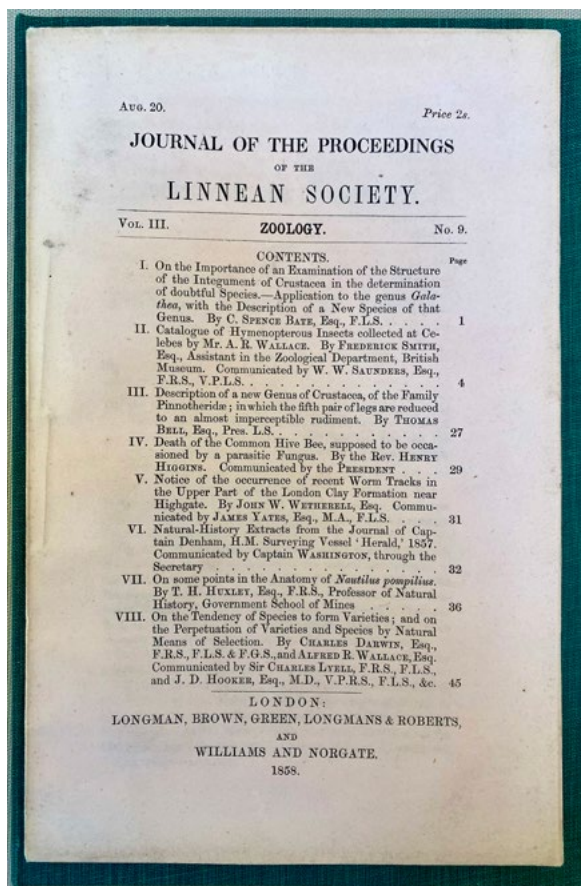 AUG. 20.
Price 2s.
JOURNAL OF THE PROCEEDINGS
OF THE
LINNEAN SOCIETY.
VOL. III.
ZOOLOGY.
No. 9.
CONTENTS.
Page
I. On the Importance of an Examination of the Structure
of the Integument of Crustacea in the determination
of doubtful Species.—Application to the genus Gala-
thea, with the Description of a New Species of that
Genus. By C. SPENCE BATE, Esq., F.L.S. . . . . 1
II. Catalogue of Hymenopterous Insects collected at Ce-
lebes by Mr. A. R. WALLACE. By FREDERICK SMITH,
Esq., Assistant in the Zoological Department, British
Museum. Communicated by W. W. SAUNDERS, Esq.,
F.R.S., V.P.L.S. . . . . . . . . . . . . . 4
III. Description of a new Genus of Crustacea, of the Family
Pinnotheridæ; in which the fifth pair of legs are reduced
to an almost imperceptible rudiment. By THOMAS
BELL, Esq., Pres. L.S. . . . . . . . . . . . 27
IV. Death of the Common Hive Bee, supposed to be occa-
sioned by a parasitic Fungus. By the Rev. HENRY
HIGGINS. Communicated by the PRESIDENT . . . 29
V. Notice of the occurrence of recent Worm Tracks in
the Upper Part of the London Clay Formation near
Highgate. By JOHN W. WETHERELL, Esq. Commu-
nicated by JAMES YATES, Esq., M.A., F.L.S. . . . 31
VI. Natural-History Extracts from the Journal of Cap-
tain Denham, H.M. Surveying Vessel 'Herald,' 1857.
Communicated by Captain WASHINGTON, through the
Secretary . . . . . . . . . . . . . . . 32
VII. On some points in the Anatomy of Nautilus pompilius.
By T. H. HUXLEY, Esq., F.R.S., Professor of Natural
History, Government School of Mines . . . . . 36
VIII. On the Tendency of Species to form Varieties; and on
the Perpetuation of Varieties and Species by Natural
Means of Selection. By CHARLES DARWIN, Esq.,
F.R.S., F.L.S. & F.G.S., and ALFRED R. WALLACE, Esq.
Communicated by Sir CHARLES LYELL, F.R.S., F.L.S.,
and J. D. HOOKER, Esq., M.D., V.P.R.S., F.L.S., &c. 45
LONDON:
LONGMAN, BROWN, GREEN, LONGMANS & ROBERTS,
AND
WILLIAMS AND NORGATE.
1858.